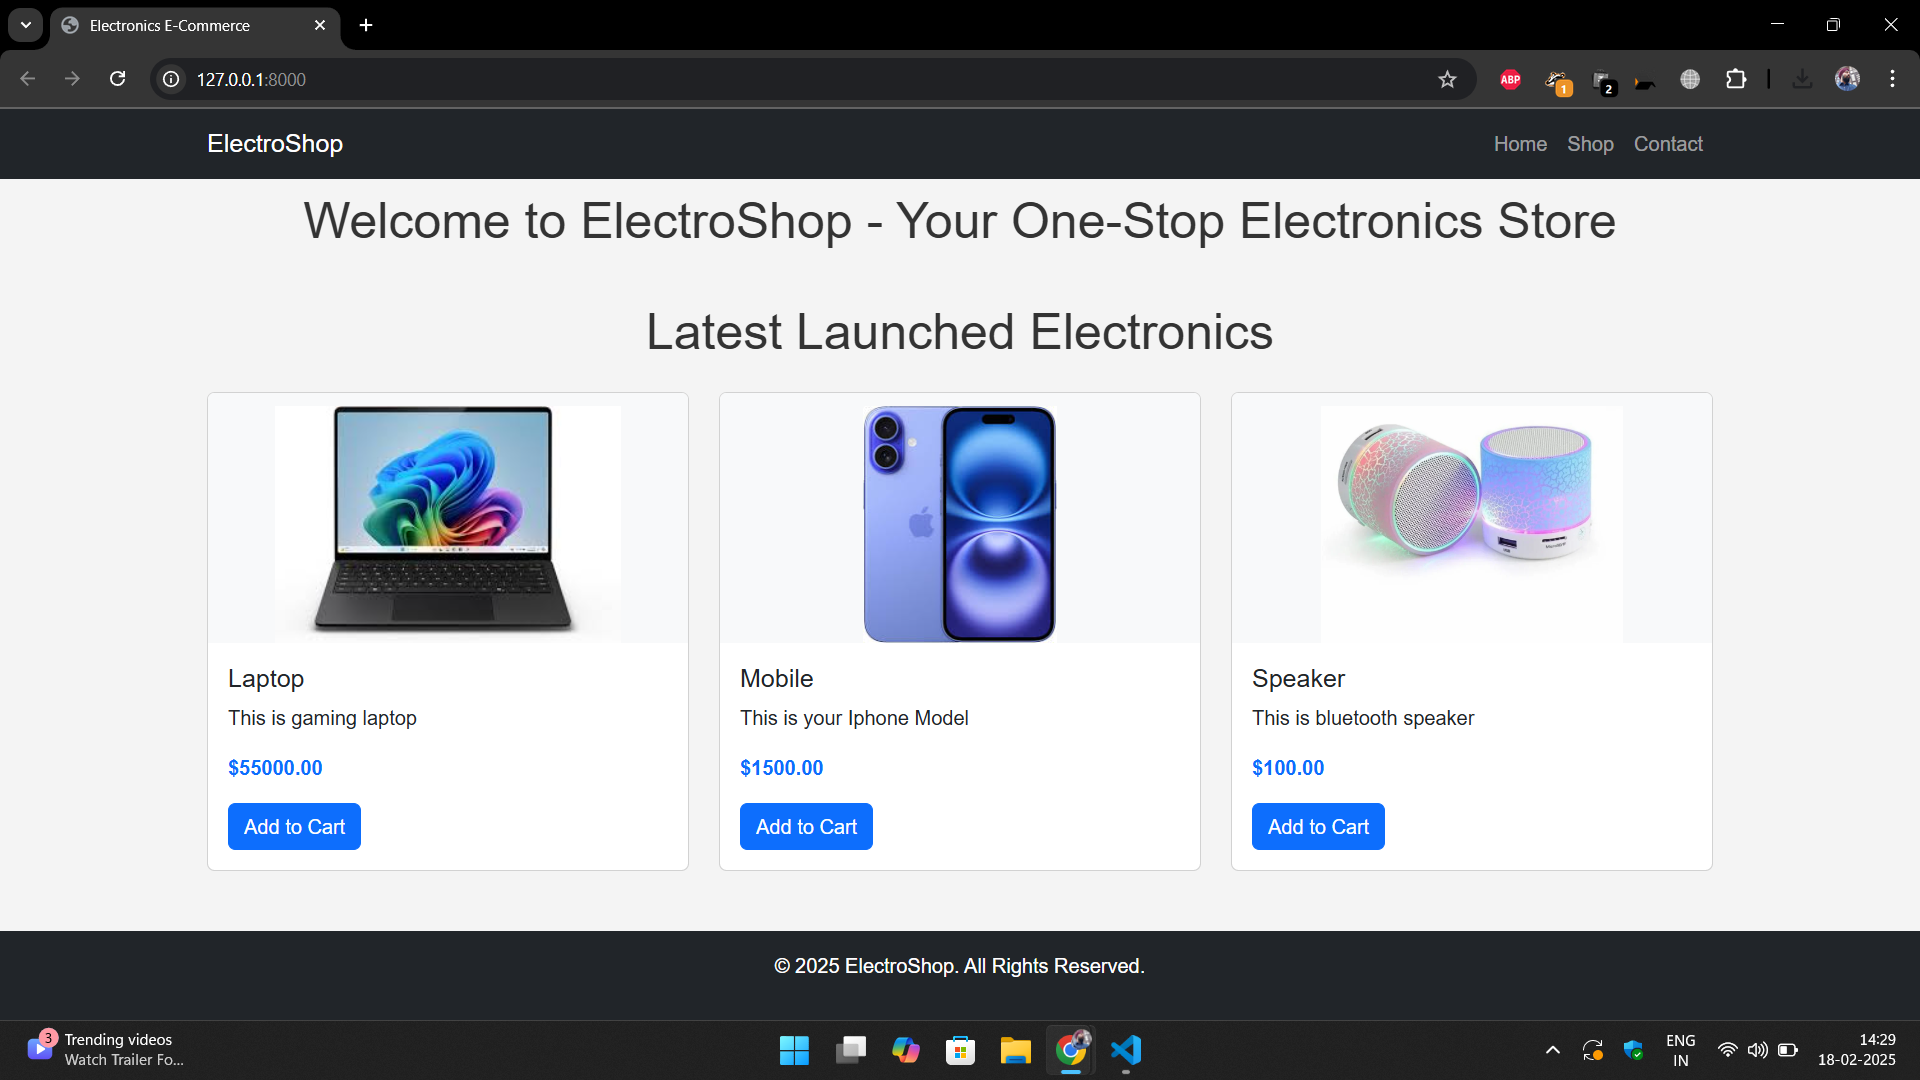 Electronics E-Commerce
127.0.0.1:8000
ABP
1
2
ElectroShop
Home Shop Contact
Welcome to ElectroShop - Your One-Stop Electronics Store
Latest Launched Electronics
Laptop
This is gaming laptop
$55000.00
Add to Cart
Mobile
This is your Iphone Model
$1500.00
Add to Cart
Speaker
This is bluetooth speaker
$100.00
Add to Cart
© 2025 ElectroShop. All Rights Reserved.
3
Trending videos
Watch Trailer Fo...
ENG
IN
14:29
18-02-2025